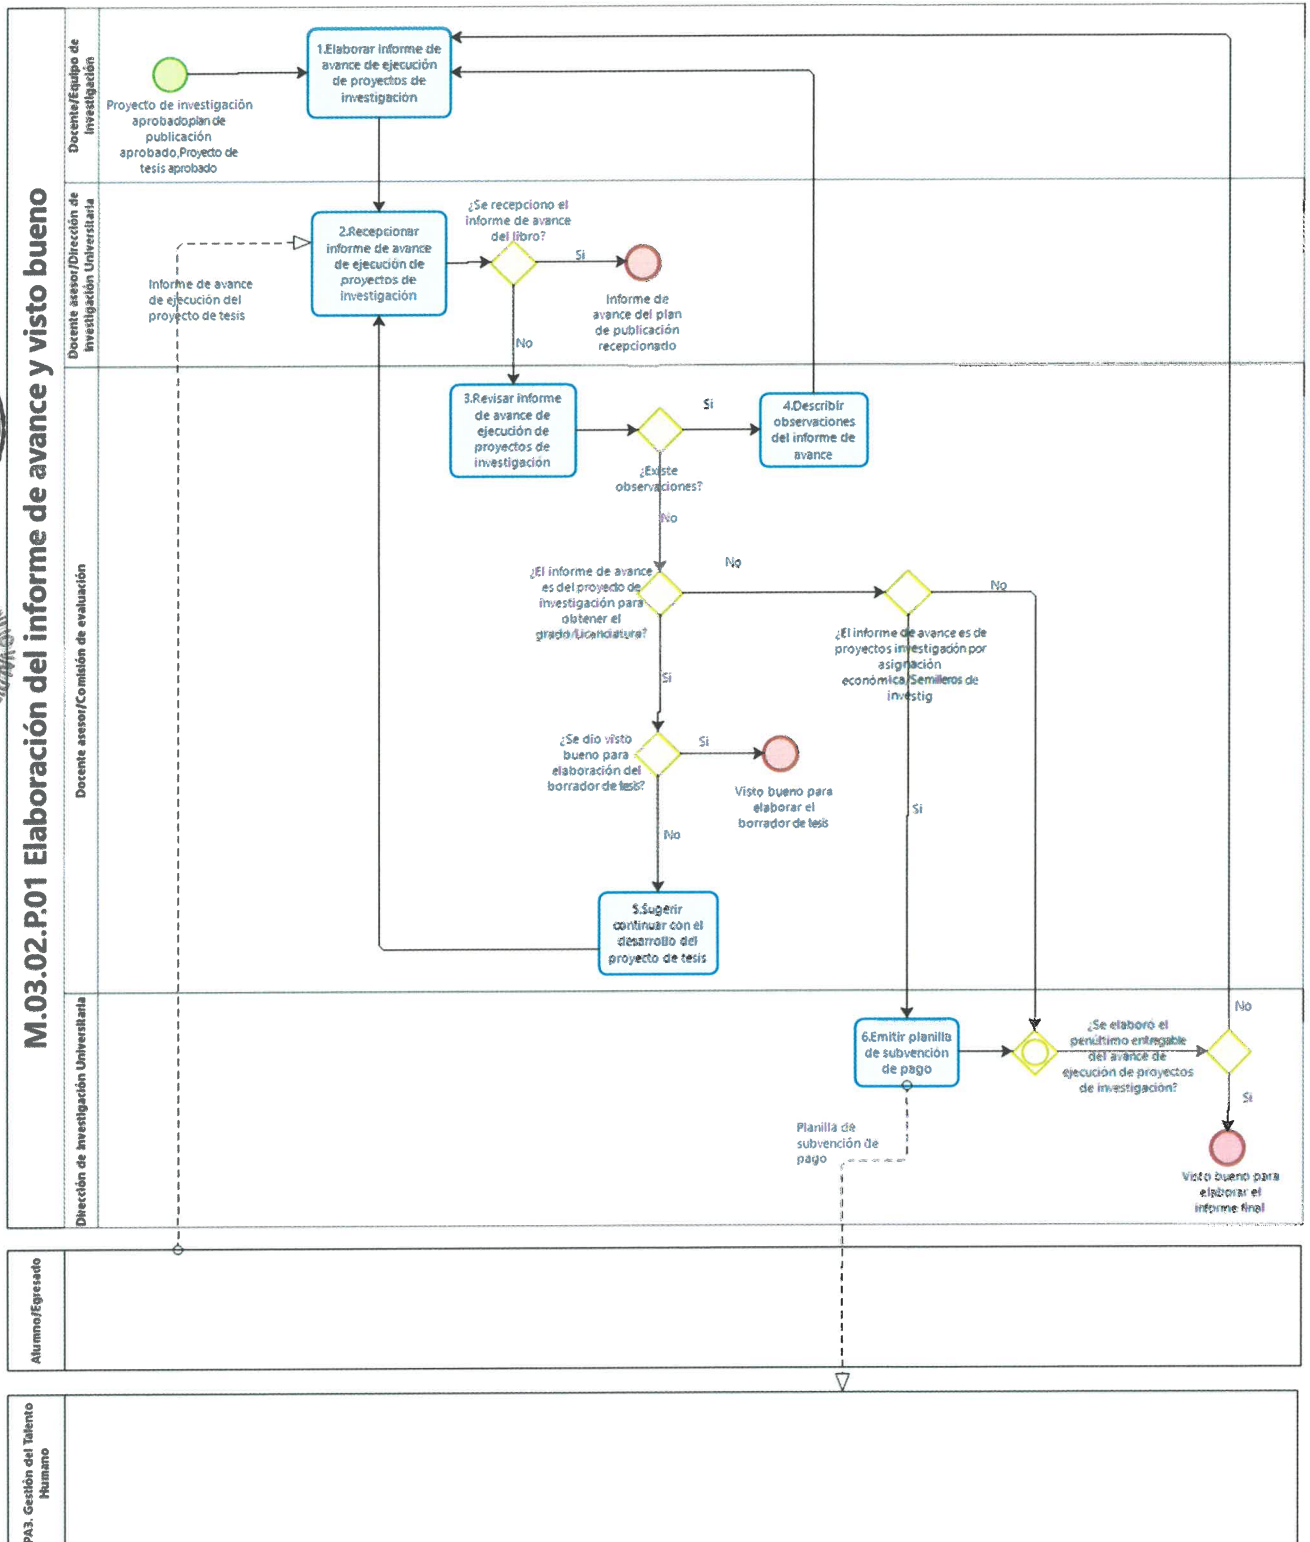 M.03.02.P.01 Elaboración del informe de avance y visto bueno
Docente/Equipo de
Investigación
Proyecto de investigación
aprobado,plan de
publicación
aprobado,Proyecto de
tesis aprobado
1.Elaborar informe de
avance de ejecución
de proyectos de
investigación
Docente asesor/Dirección de
Investigación Universitaria
Informe de avance
de ejecución del
proyecto de tesis
2.Recepcionar
informe de avance
de ejecución de
proyectos de
investigación
¿Se recepciono el
informe de avance
del libro?
Si
No
Informe de
avance del plan
de publicación
recepcionado
Docente asesor/Comisión de evaluación
3.Revisar informe
de avance de
ejecución de
proyectos de
investigación
Si
¿Existe
observaciones?
No
4.Describir
observaciones
del informe de
avance
¿El informe de avance
es del proyecto de
investigación para
obtener el
grado/Licenciatura?
No
Si
¿El informe de avance es de
proyectos investigación por
asignación
económica/Semilleros de
investig
No
Si
¿Se dio visto
bueno para
elaboración del
borrador de tesis?
Si
No
Visto bueno para
elaborar el
borrador de tesis
5.Sugerir
continuar con el
desarrollo del
proyecto de tesis
Dirección de Investigación Universitaria
6.Emitir planilla
de subvención
de pago
Planilla de
subvención de
pago
¿Se elaboró el
penúltimo entregable
del avance de
ejecución de proyectos
de investigación?
No
Si
Visto bueno para
elaborar el
informe final
Alumno/Egresado
PA3. Gestión del Talento
Humano